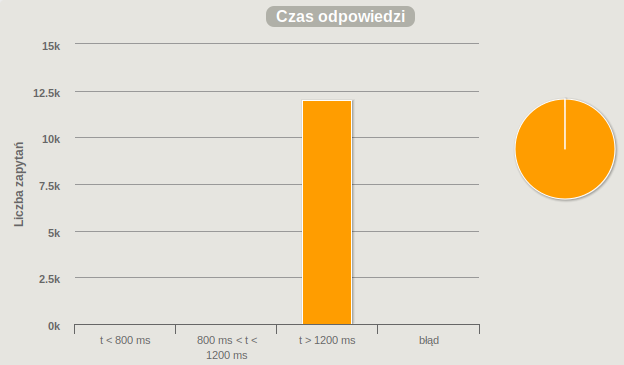 Czas odpowiedzi
Liczba zapytań
15k
12.5k
10k
7.5k
5k
2.5k
0k
t < 800 ms
800 ms < t <
1200 ms
t > 1200 ms
błąd